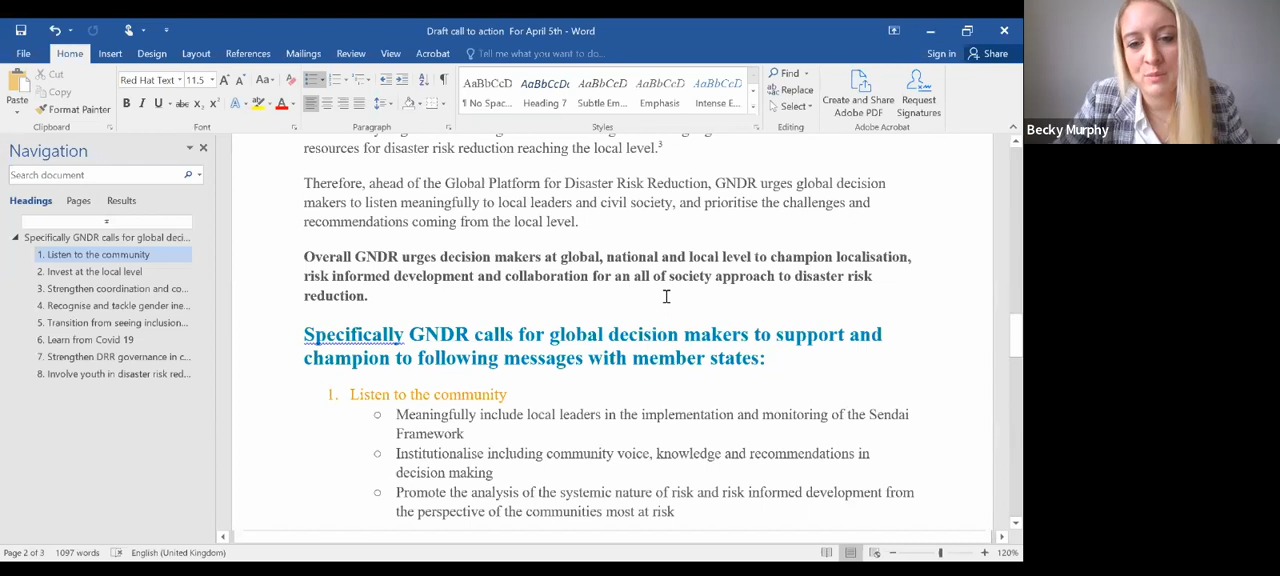 Draft call to action For April 5th - Word
File Home Insert Design Layout References Mailings Review View Acrobat Tell me what you want to do... Sign in Share
Paste
Cut
Copy
Format Painter
Clipboard
Red Hat Text 11.5
Font
Paragraph
AaBbCcD AaBbCcDc AaBbCcD AaBbCcD AaBbCcD
¶ No Spac... Heading 7 Subtle Em... Emphasis Intense E...
Styles
Find
Replace
Select
Editing
Create and Share
Adobe PDF
Request
Signatures
Adobe Acrobat
Becky Murphy
Navigation
Search document
Headings Pages Results
Specifically GNDR calls for global deci...
1. Listen to the community
2. Invest at the local level
3. Strengthen coordination and co...
4. Recognise and tackle gender ine...
5. Transition from seeing inclusion...
6. Learn from Covid 19
7. Strengthen DRR governance in c...
8. Involve youth in disaster risk red...
resources for disaster risk reduction reaching the local level.3
Therefore, ahead of the Global Platform for Disaster Risk Reduction, GNDR urges global decision
makers to listen meaningfully to local leaders and civil society, and prioritise the challenges and
recommendations coming from the local level.
Overall GNDR urges decision makers at global, national and local level to champion localisation,
risk informed development and collaboration for an all of society approach to disaster risk
reduction.
Specifically GNDR calls for global decision makers to support and
champion to following messages with member states:
1. Listen to the community
Meaningfully include local leaders in the implementation and monitoring of the Sendai
Framework
Institutionalise including community voice, knowledge and recommendations in
decision making
Promote the analysis of the systemic nature of risk and risk informed development from
the perspective of the communities most at risk
Page 2 of 3 1097 words English (United Kingdom) 120%